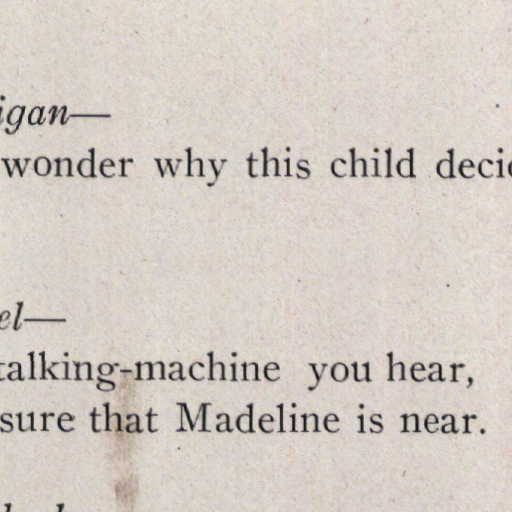 igan—
wonder why this child deci
el—
talking-machine you hear,
sure that Madeline is near.